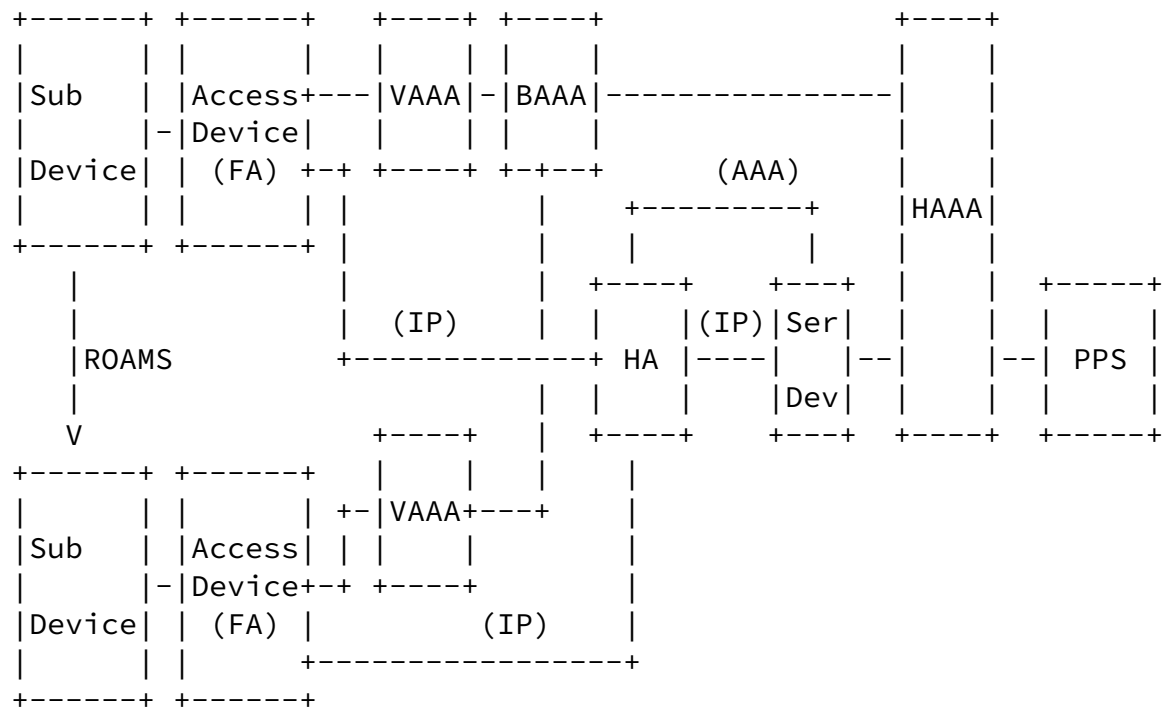 Sub Access VAAA BAAA
Device
Device (FA) (AAA)
HAAA
(IP) (IP) Ser
ROAMS HA PPS
Dev
V
VAAA
Sub Access
Device
Device (FA) (IP)